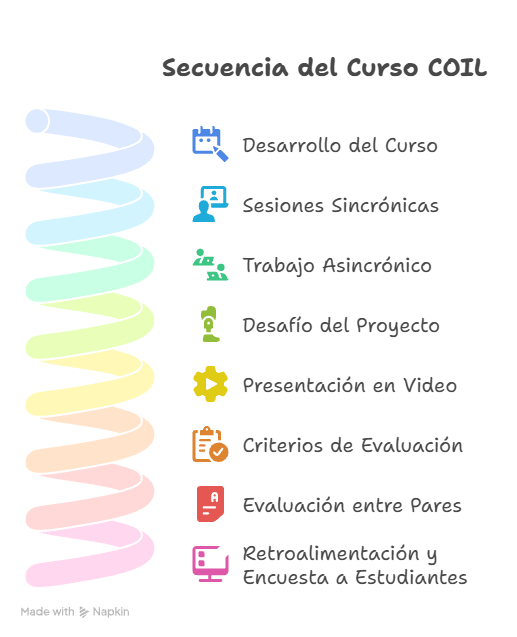 Secuencia del Curso COIL
Desarrollo del Curso
Sesiones Sincrónicas
Trabajo Asincrónico
Desafío del Proyecto
Presentación en Video
Criterios de Evaluación
A
Evaluación entre Pares
Retroalimentación y
Encuesta a Estudiantes
Made with Napkin